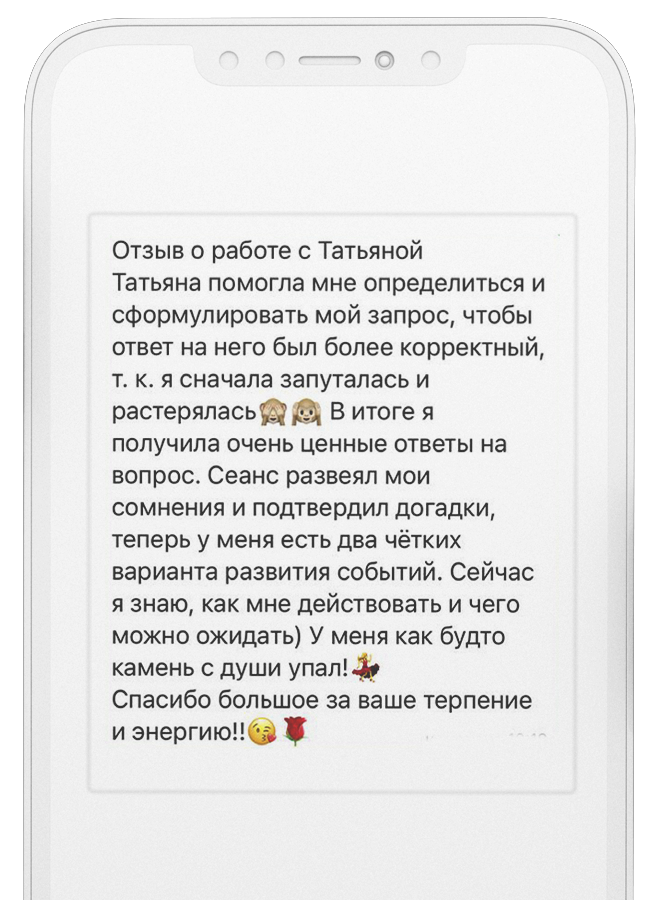 Отзыв о работе с Татьяной
Татьяна помогла мне определиться и
сформулировать мой запрос, чтобы
ответ на него был более корректный,
т. к. я сначала запуталась и
растерялась🙈🐵 В итоге я
получила очень ценные ответы на
вопрос. Сеанс развеял мои
сомнения и подтвердил догадки,
теперь у меня есть два чётких
варианта развития событий. Сейчас
я знаю, как мне действовать и чего
можно ожидать) У меня как будто
камень с души упал!💃
Спасибо большое за ваше терпение
и энергию!!😘🌹